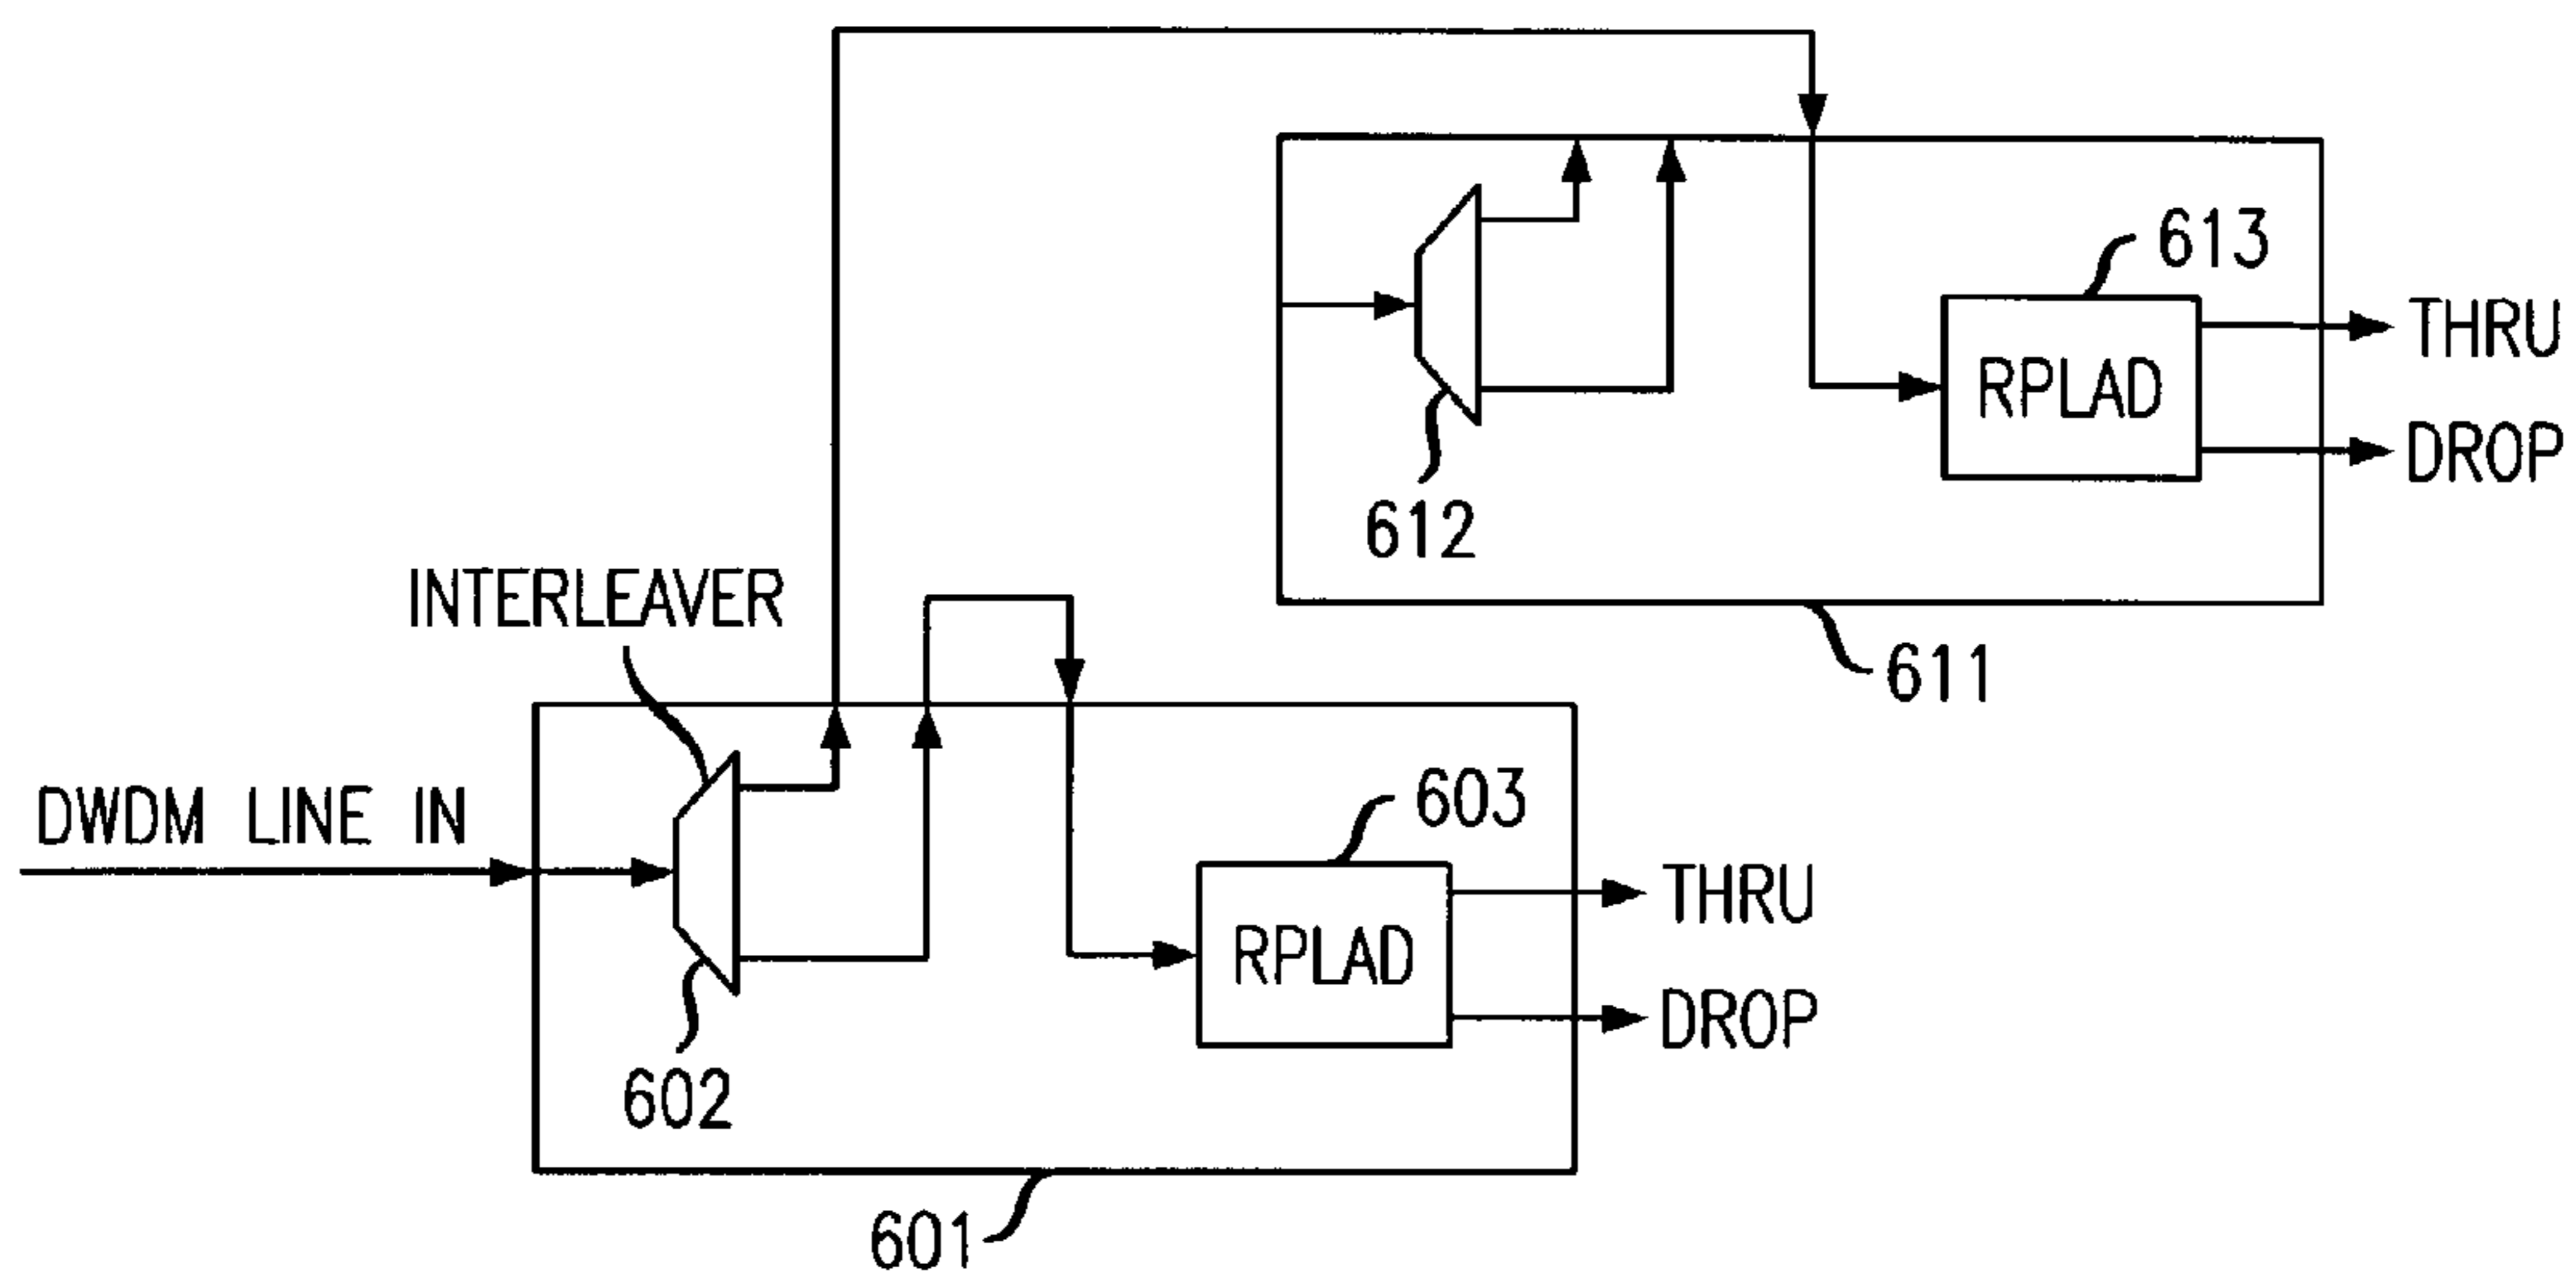 613
THRU
RPLAD
DROP
612
INTERLEAVER
611
DWDM LINE IN
603
THRU
RPLAD
DROP
602
601